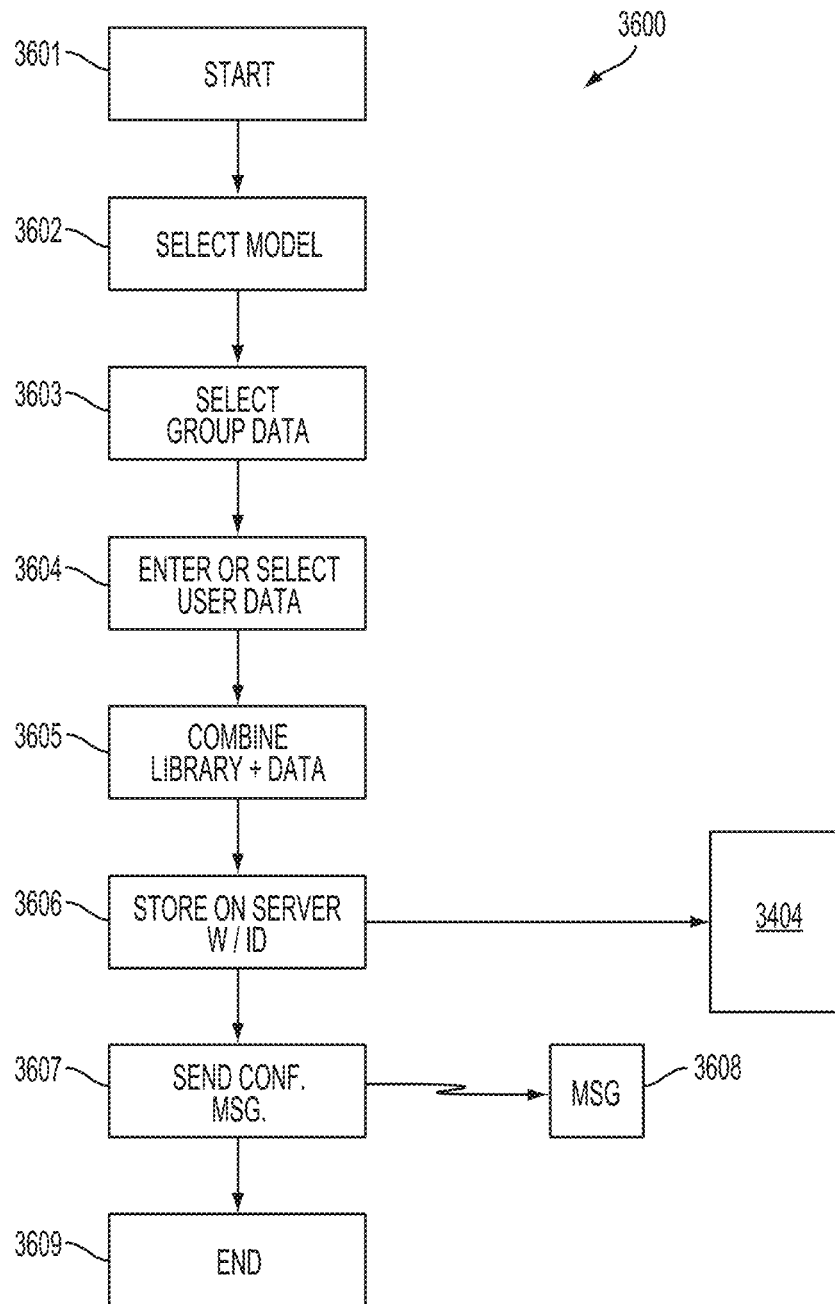 3600
3601
START
3602
SELECT MODEL
3603
SELECT
GROUP DATA
3604
ENTER OR SELECT
USER DATA
3605
COMBINE
LIBRARY + DATA
3606
STORE ON SERVER
W / ID
3404
3607
SEND CONF.
MSG.
MSG
3608
3609
END